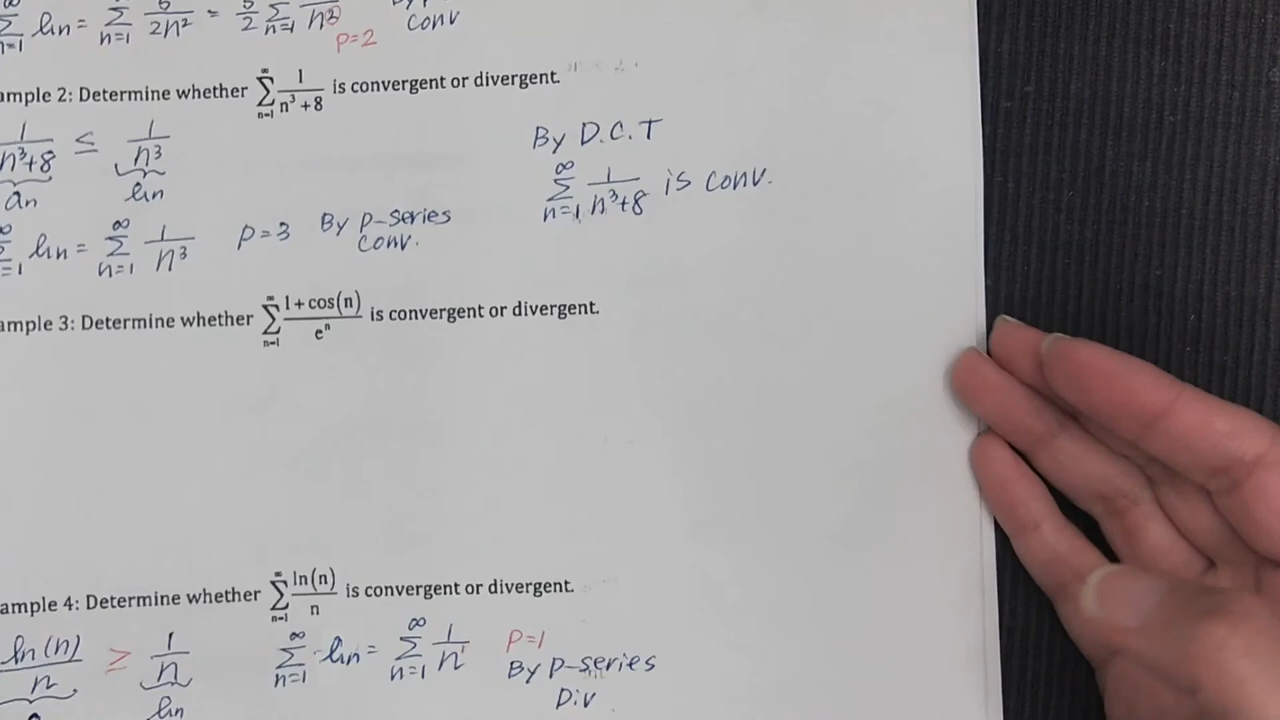 ∑ n=1 bn = ∑ n=1 5/2n² = 5/2 ∑ n=1 n² conv
P=2
ample 2: Determine whether ∞ ∑ n=1 1/n³+8 is convergent or divergent.
1/n³+8 ≤ 1/n³
an bn
By D.C.T
∞ ∑ n=1 1/n³+8 is conv.
∞ ∑ =1 bn = ∞ ∑ n=1 1/n³ P=3 By P-series
conv.
ample 3: Determine whether ∞ ∑ n=1 1+cos(n)/eⁿ is convergent or divergent.
ample 4: Determine whether ∞ ∑ n=1 ln(n)/n is convergent or divergent.
ln(n)/n ≥ 1/n
bn
∞ ∑ n=1 bn = ∞ ∑ n=1 1/n¹ P=1
By P-series
Div